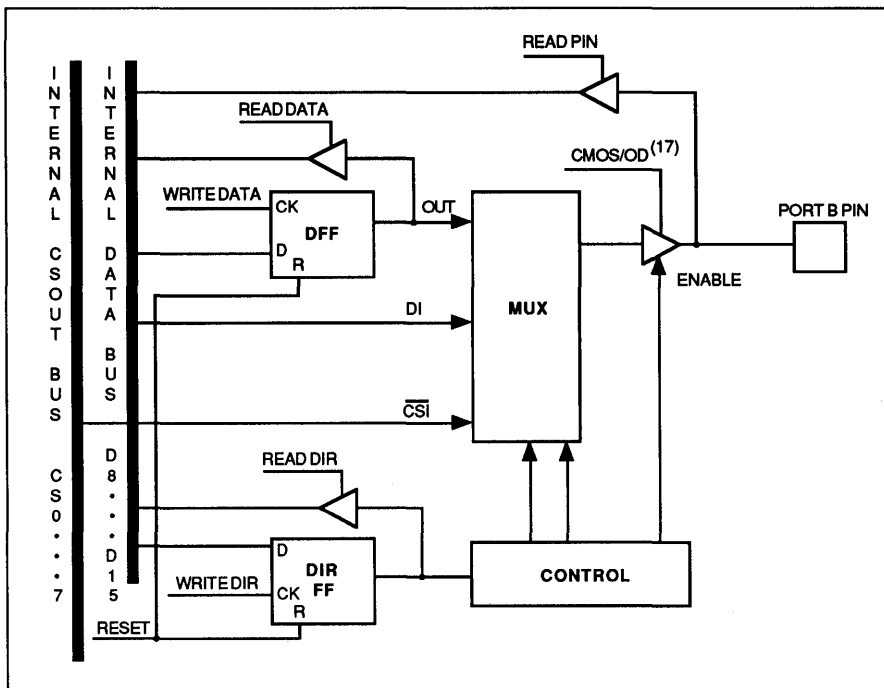 READ PIN
READ DATA
CMOS/OD (17)
WRITE DATA
CK
DFF
D
R
OUT
PORT B PIN
ENABLE
MUX
DI
CSI
READ DIR
D
DIR
FF
WRITE DIR
CK
R
CONTROL
RESET
INTERNAL CSOUT BUS CS0....7
INTERNAL DATA BUS D8....D15